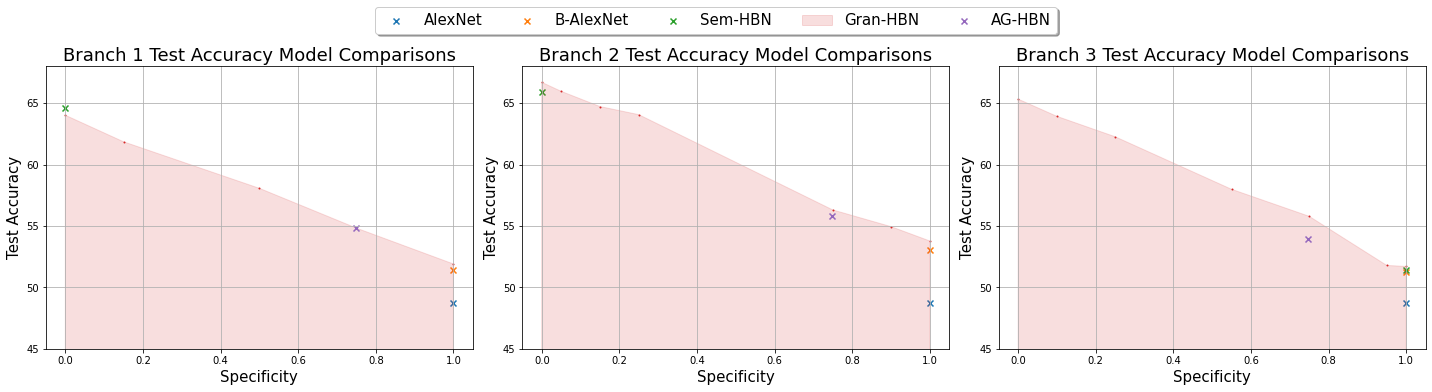 AlexNet B-AlexNet Sem-HBN Gran-HBN AG-HBN
Branch 1 Test Accuracy Model Comparisons
Test Accuracy
65
60
55
50
45
0.0 0.2 0.4 0.6 0.8 1.0
Specificity
Branch 2 Test Accuracy Model Comparisons
Test Accuracy
65
60
55
50
45
0.0 0.2 0.4 0.6 0.8 1.0
Specificity
Branch 3 Test Accuracy Model Comparisons
Test Accuracy
65
60
55
50
45
0.0 0.2 0.4 0.6 0.8 1.0
Specificity